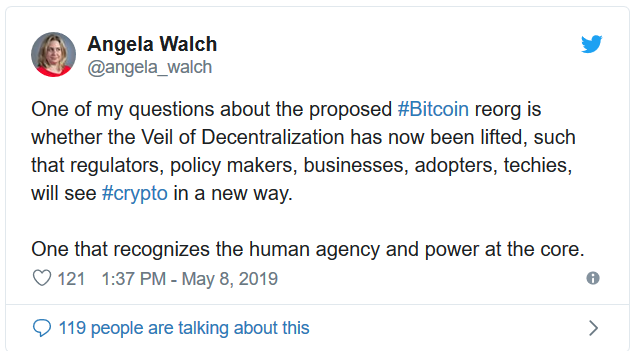 Angela Walch
@angela_walch
One of my questions about the proposed #Bitcoin reorg is
whether the Veil of Decentralization has now been lifted, such
that regulators, policy makers, businesses, adopters, techies,
will see #crypto in a new way.
One that recognizes the human agency and power at the core.
121 1:37 PM - May 8, 2019
119 people are talking about this